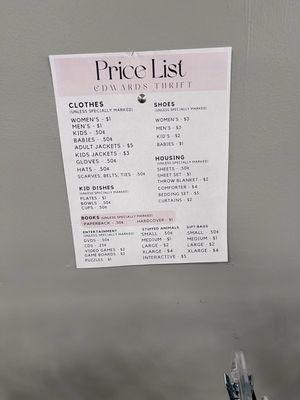 Price List
EDWARDS THRIFT
CLOTHES
(UNLESS SPECIALLY MARKED)
WOMEN'S - $1
MEN'S - $1
KIDS - .50¢
BABIES - .50¢
ADULT JACKETS - $5
KIDS JACKETS - $3
GLOVES - .50¢
HATS - .50¢
SCARVES, BELTS, TIES - .50¢
SHOES
(UNLESS SPECIALLY MARKED)
WOMEN'S - $3
MEN'S - $3
KID'S - $2
BABIES - $1
HOUSING
(UNLESS SPECIALLY MARKED)
SHEETS - .50¢
SHEET SET - $1
THROW BLANKET - $2
COMFORTER - $4
BEDDING SET - $5
CURTAINS - $2
KID DISHES
(UNLESS SPECIALLY MARKED)
PLATES - $1
BOWLS - .50¢
CUPS - .50¢
BOOKS (UNLESS SPECIALLY MARKED)
PAPERBACK - .50¢ HARDCOVER - $1
ENTERTAINMENT
(UNLESS SPECIALLY MARKED)
DVDS - .50¢
CDS - .25¢
VIDEO GAMES - $2
GAME BOARDS - $2
PUZZLES - $1
STUFFED ANIMALS
SMALL - .50¢
MEDIUM - $1
LARGE - $2
XLARGE - $4
INTERACTIVE - $5
GIFT BAGS
SMALL - .50¢
MEDIUM - $1
LARGE - $2
XLARGE - $4